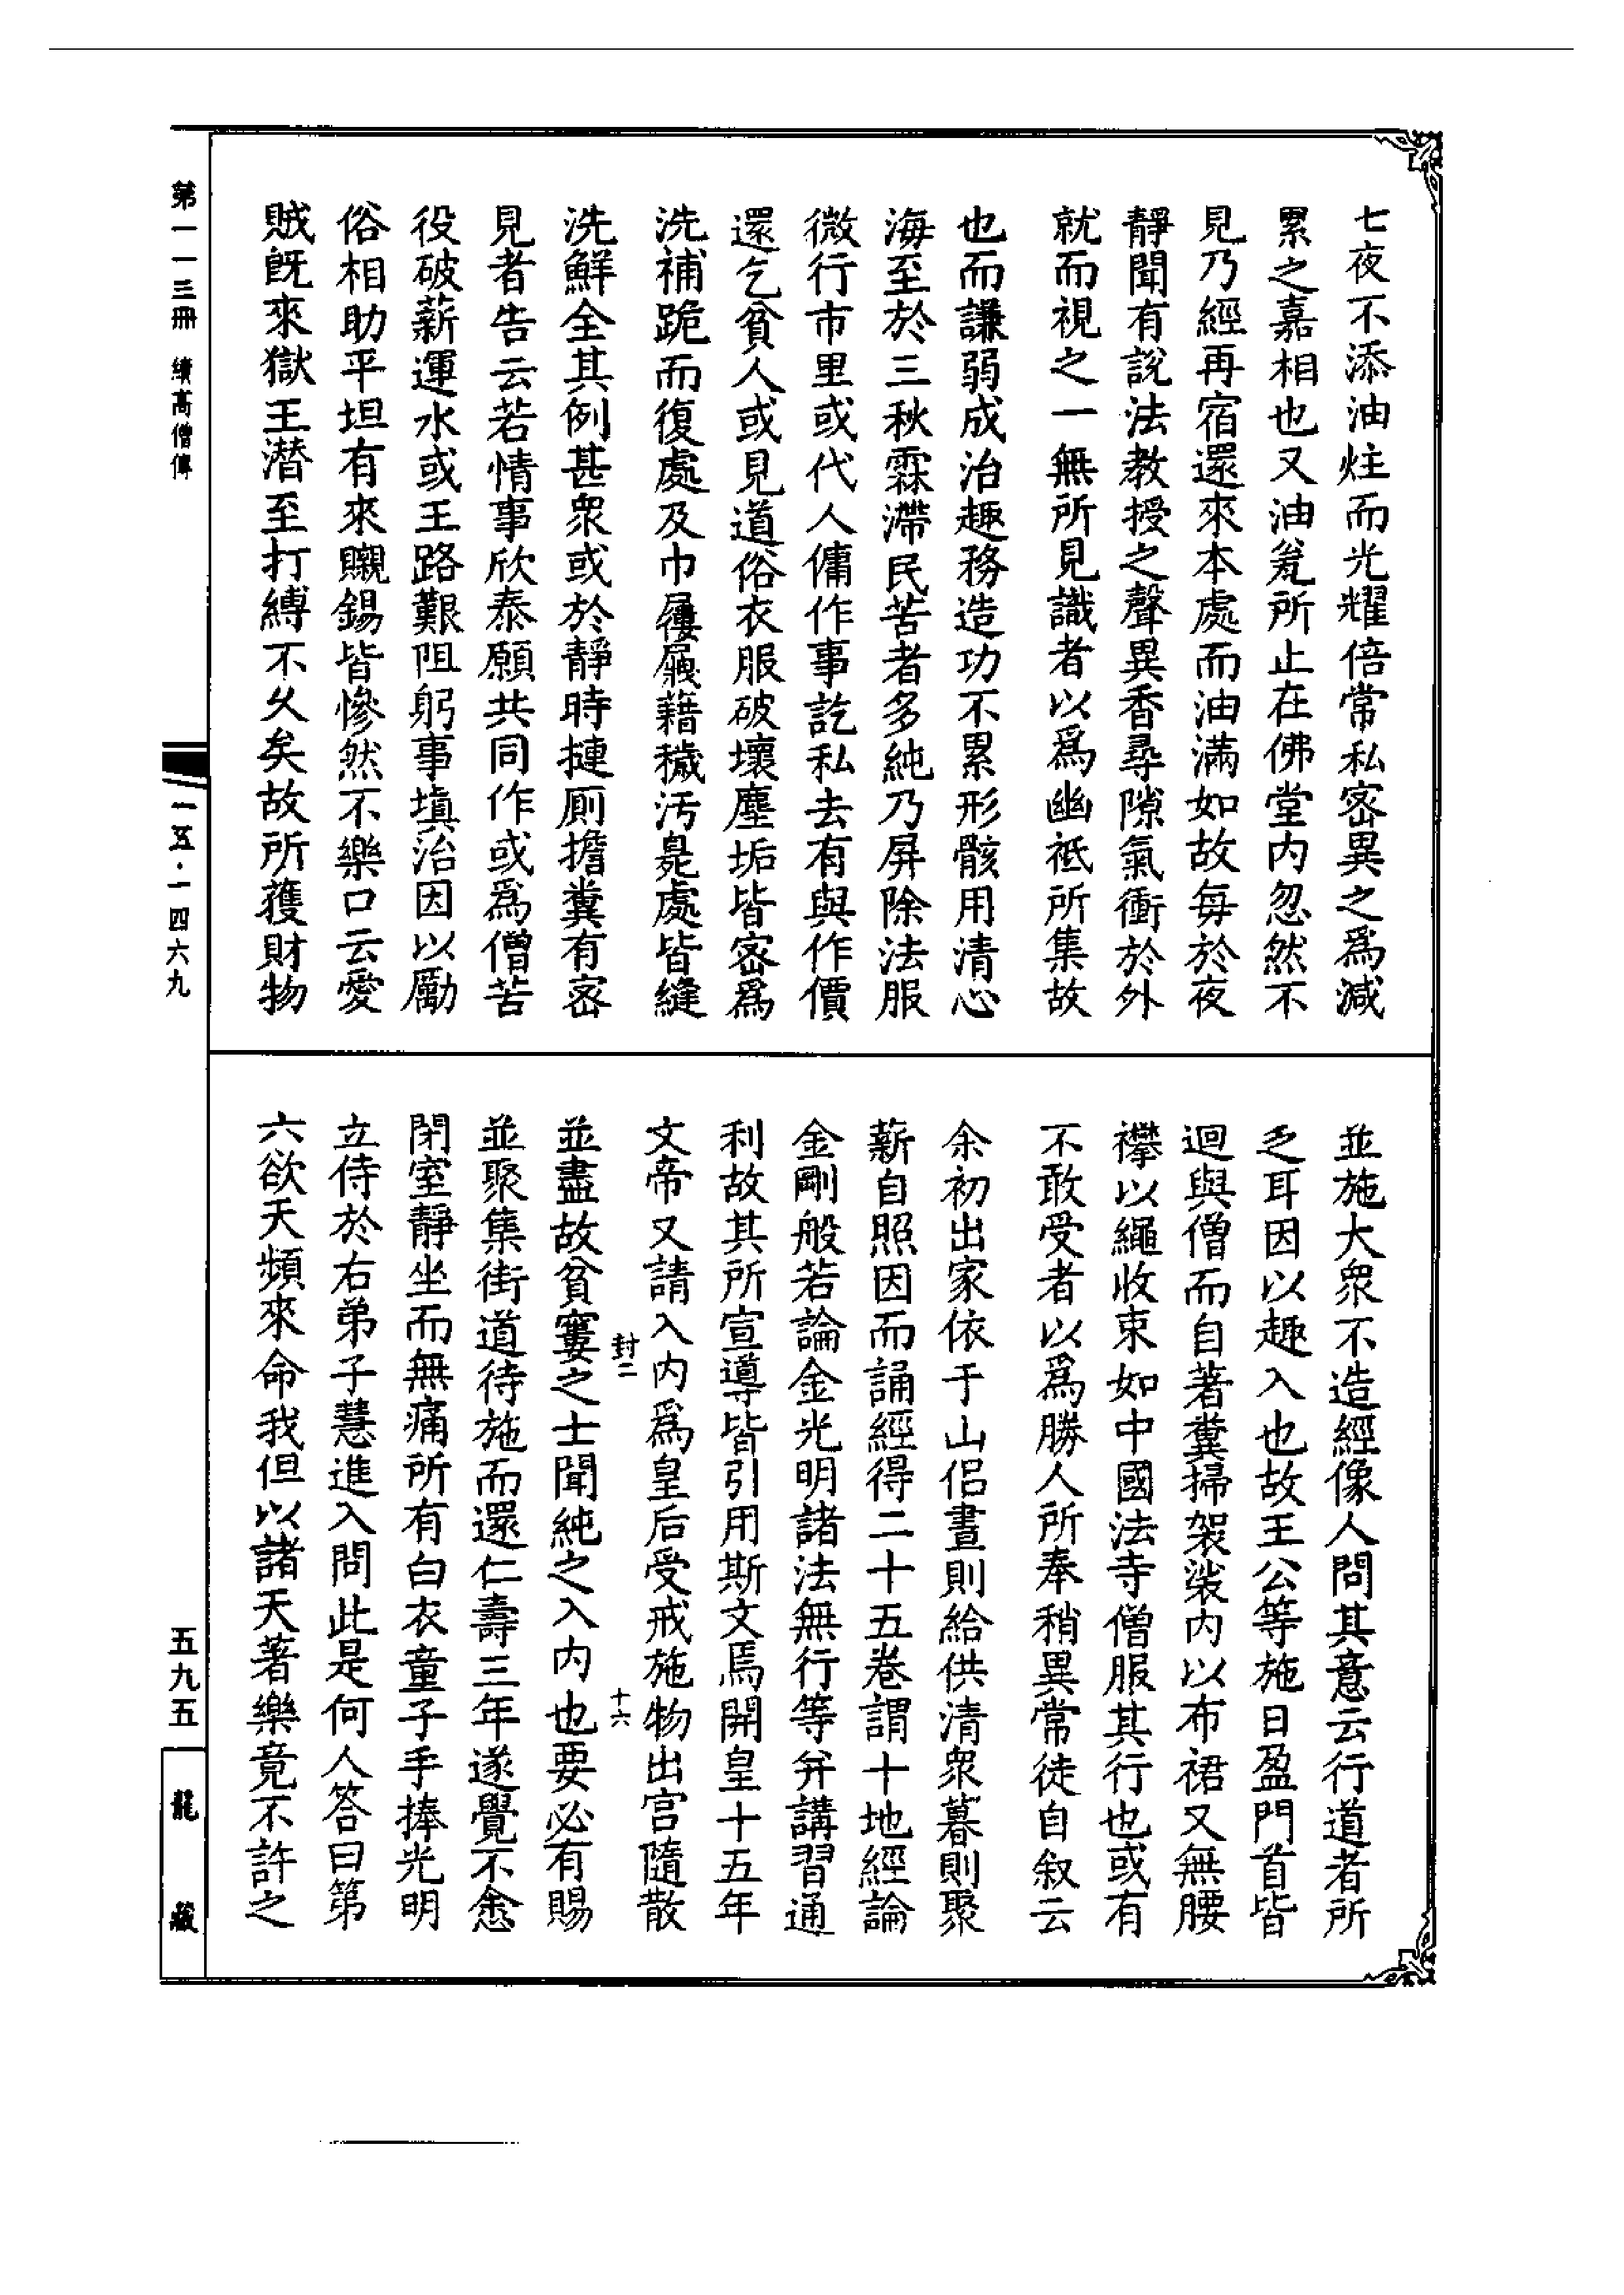 七夜不添油炷而光耀倍常私密異之爲減
累之嘉相也又油瓮所止在佛堂内忽然不
見乃經再宿還來本處而油滿如故每於夜
靜聞有説法教授之聲異香尋隙氣衝於外
就而視之一無所見識者以爲幽祇所集故
也而謙弱成治趣務造功不累形骸用清心
海至於三秋霖滯民苦者多純乃屏除法服
微行市里或代人傭作事訖私去有與作價
還乞貧人或見道俗衣服破壞塵垢皆密爲
洗補跪而復處及巾屨屐藉穢汚臭處皆縫
洗鮮全其例甚衆或於靜時摙厠擔糞有密
見者告云若情事欣泰願共同作或爲僧苦
役破薪運水或王路艱阻躬事塡治因以勵
俗相助平坦有來贎錫皆慘然不樂口云愛
賊旣來獄王潛至打縛不久矣故所獲財物
並施大衆不造經像人問其意云行道者所
乏耳因以趣入也故王公等施日盈門首皆
迴與僧而自著糞掃袈裟内以布裙又無腰
襻以繩收束如中國法寺僧服其行也或有
不敢受者以爲勝人所奉稍異常徒自叙云
余初出家依于山侶晝則給供清衆暮則聚
薪自照因而誦經得二十五卷謂十地經論
金剛般若論金光明諸法無行等并講習通
利故其所宣導皆引用斯文焉開皇十五年
文帝又請入内爲皇后受戒施物出宫隨散
封二 十六
並盡故貧窶之士聞純之入内也要必有賜
並聚集街道待施而還仁壽三年遂覺不悆
閉室靜坐而無痛所有白衣童子手捧光明
立侍於右弟子慧進入問此是何人答曰第
六欲天頻來命我但以諸天著樂竟不許之
第一一三冊 續高僧傳
一五·一四六九
五九五
龍藏